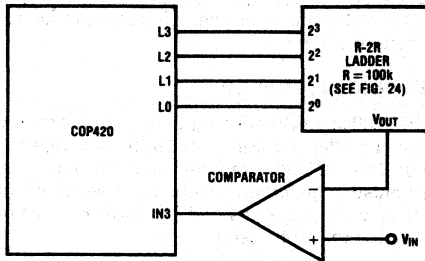 COP420
L3
L2
L1
L0
IN3
2³
2²
2¹
2⁰
R-2R
LADDER
R = 100k
(SEE FIG. 24)
VOUT
COMPARATOR
−
+
VIN